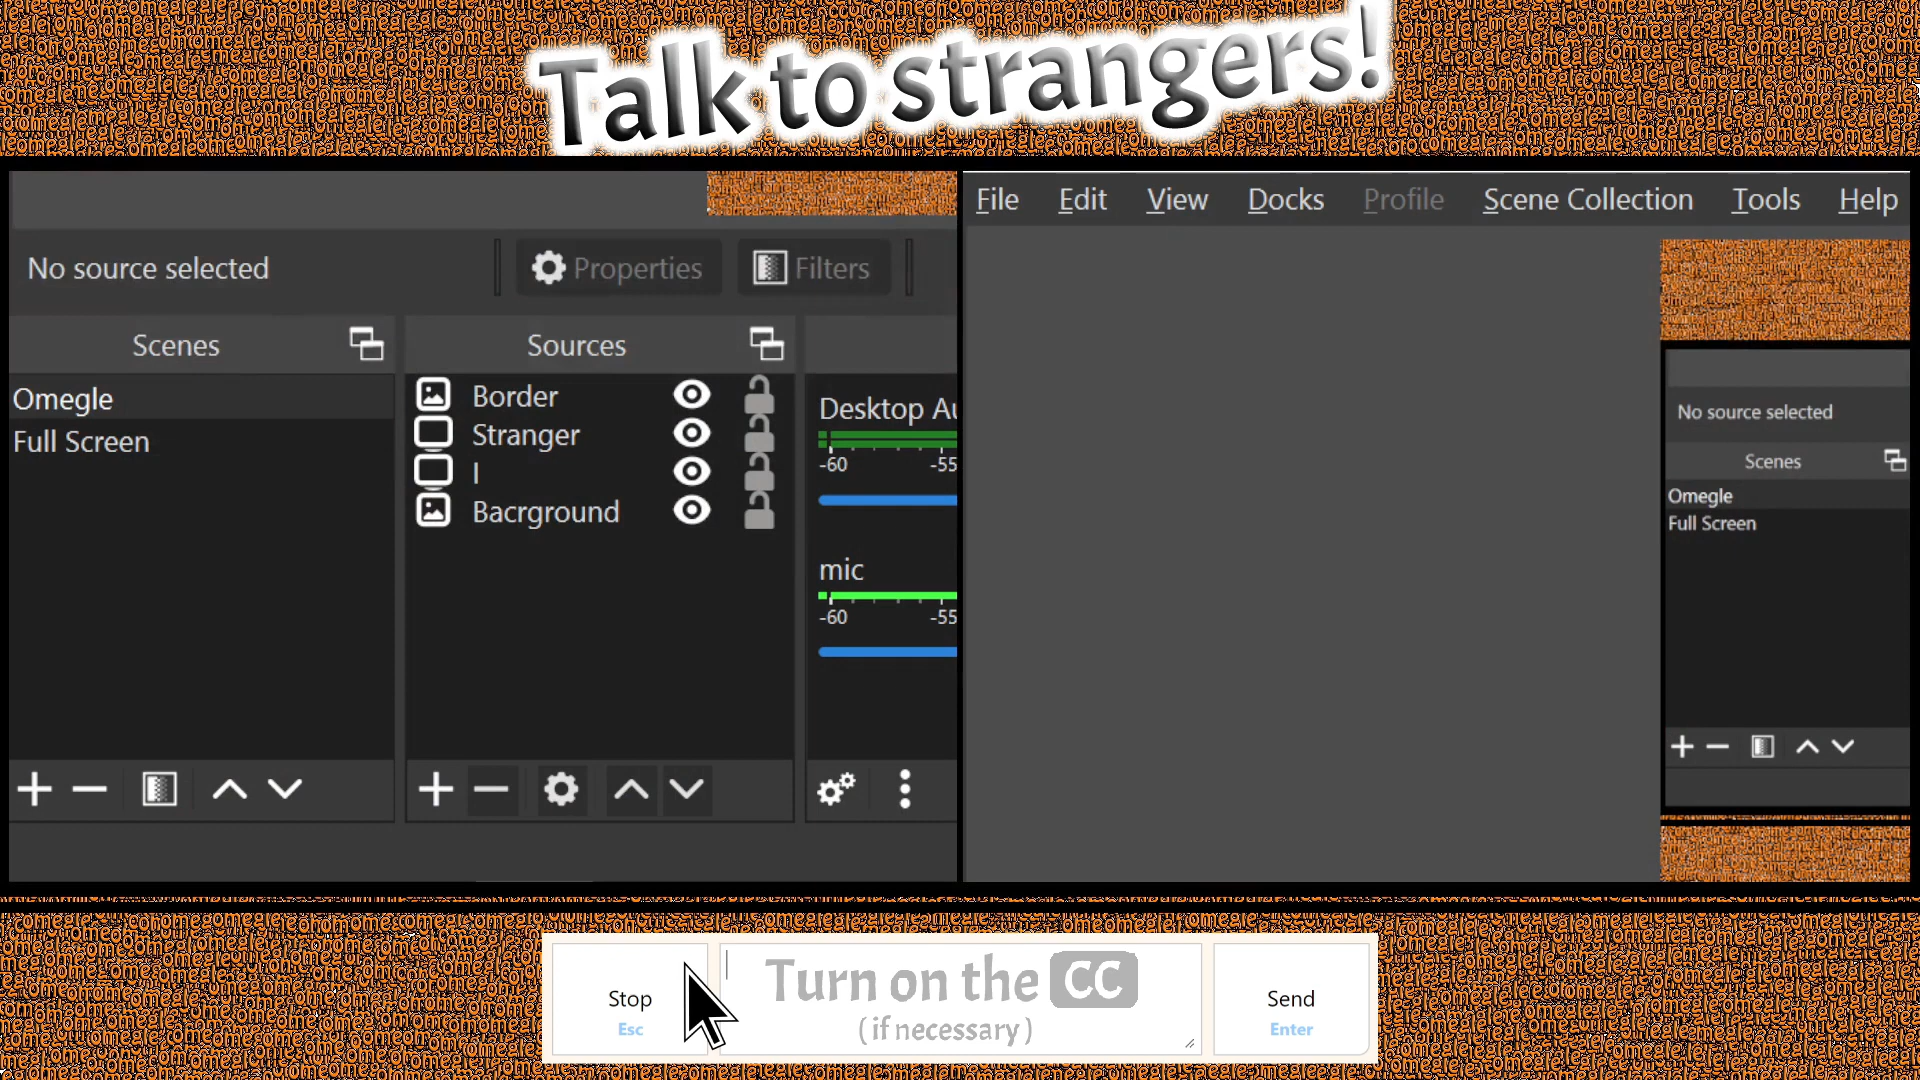 Talk to strangers!
No source selected
Properties
Filters
Scenes
Sources
Omegle
Full Screen
Border
Stranger
I
Bacrground
Desktop Au
-60 -55
mic
-60 -55
File Edit View Docks Profile Scene Collection Tools Help
No source selected
Scenes
Omegle
Full Screen
Stop
Esc
Turn on the CC
(if necessary)
Send
Enter